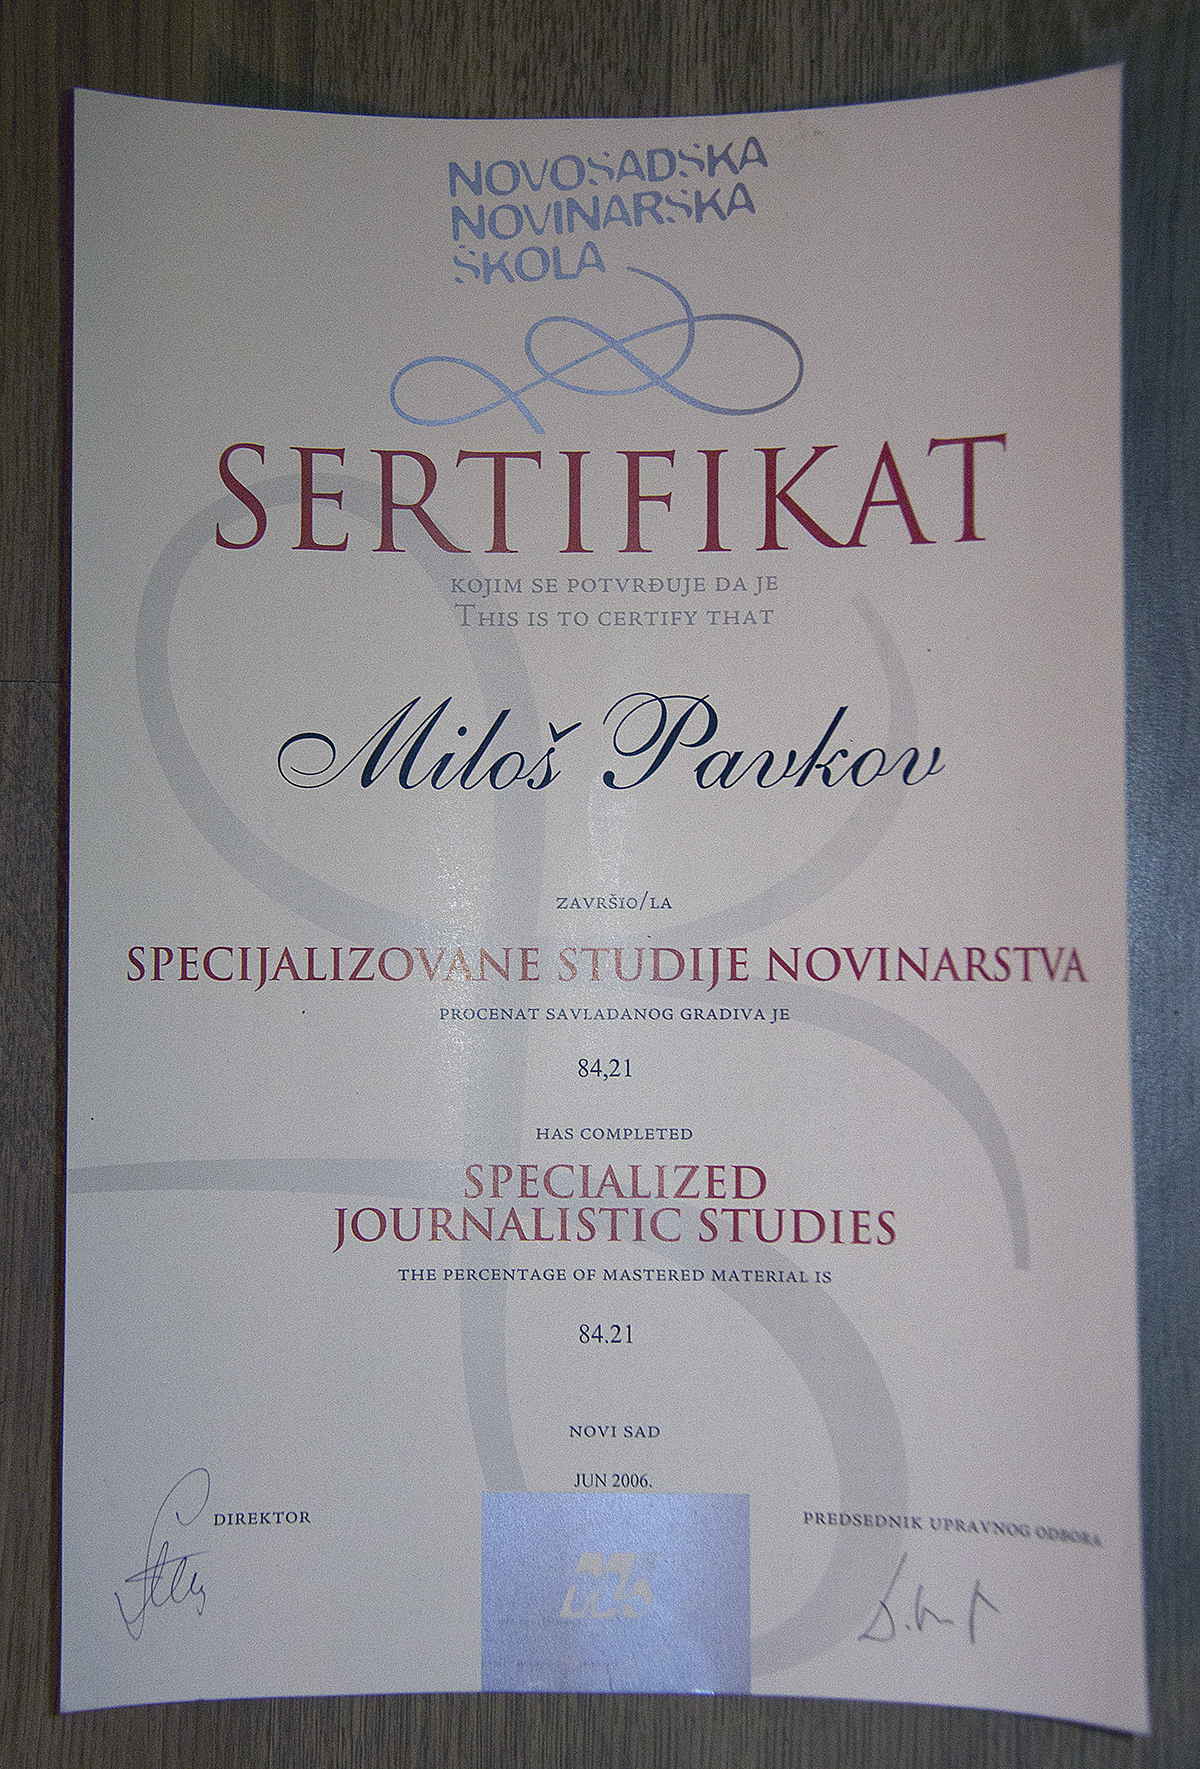 NOVOSADSKA
NOVINARSKA
ŠKOLA
SERTIFIKAT
KOJIM SE POTVRĐUJE DA JE
THIS IS TO CERTIFY THAT
Miloš Pavkov
ZAVRŠIO/LA
SPECIJALIZOVANE STUDIJE NOVINARSTVA
PROCENAT SAVLADANOG GRADIVA JE
84,21
HAS COMPLETED
SPECIALIZED
JOURNALISTIC STUDIES
THE PERCENTAGE OF MASTERED MATERIAL IS
84.21
NOVI SAD
JUN 2006.
DIREKTOR
PREDSEDNIK UPRAVNOG ODBORA